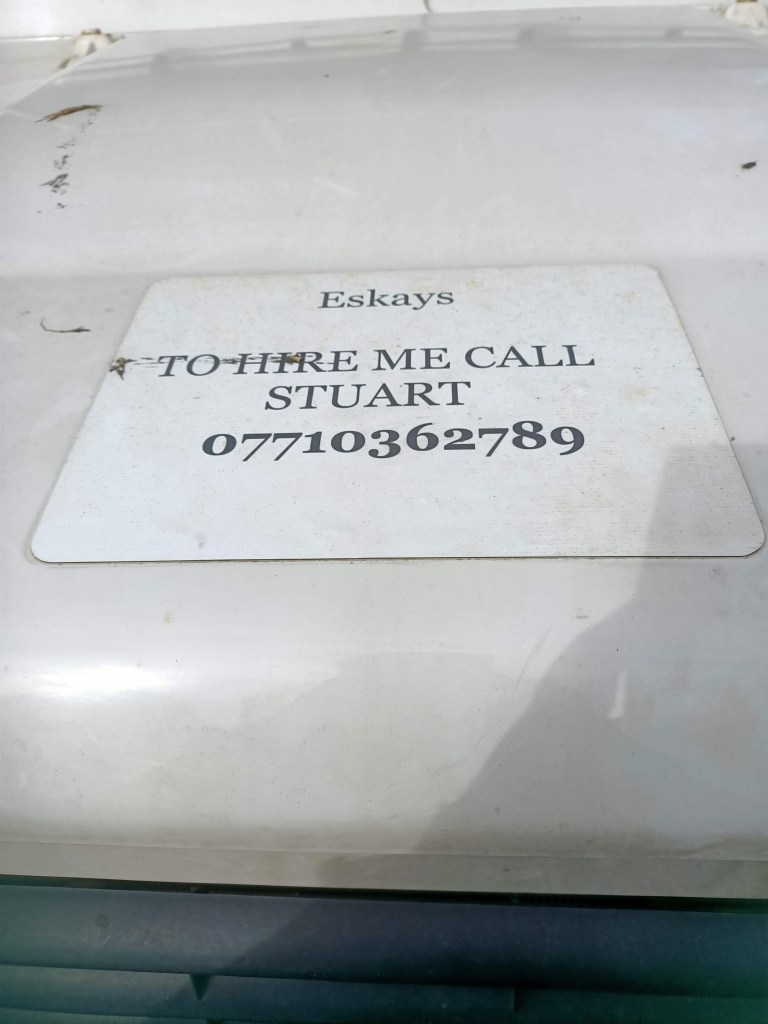 Eskays
TO HIRE ME CALL
STUART
07710362789